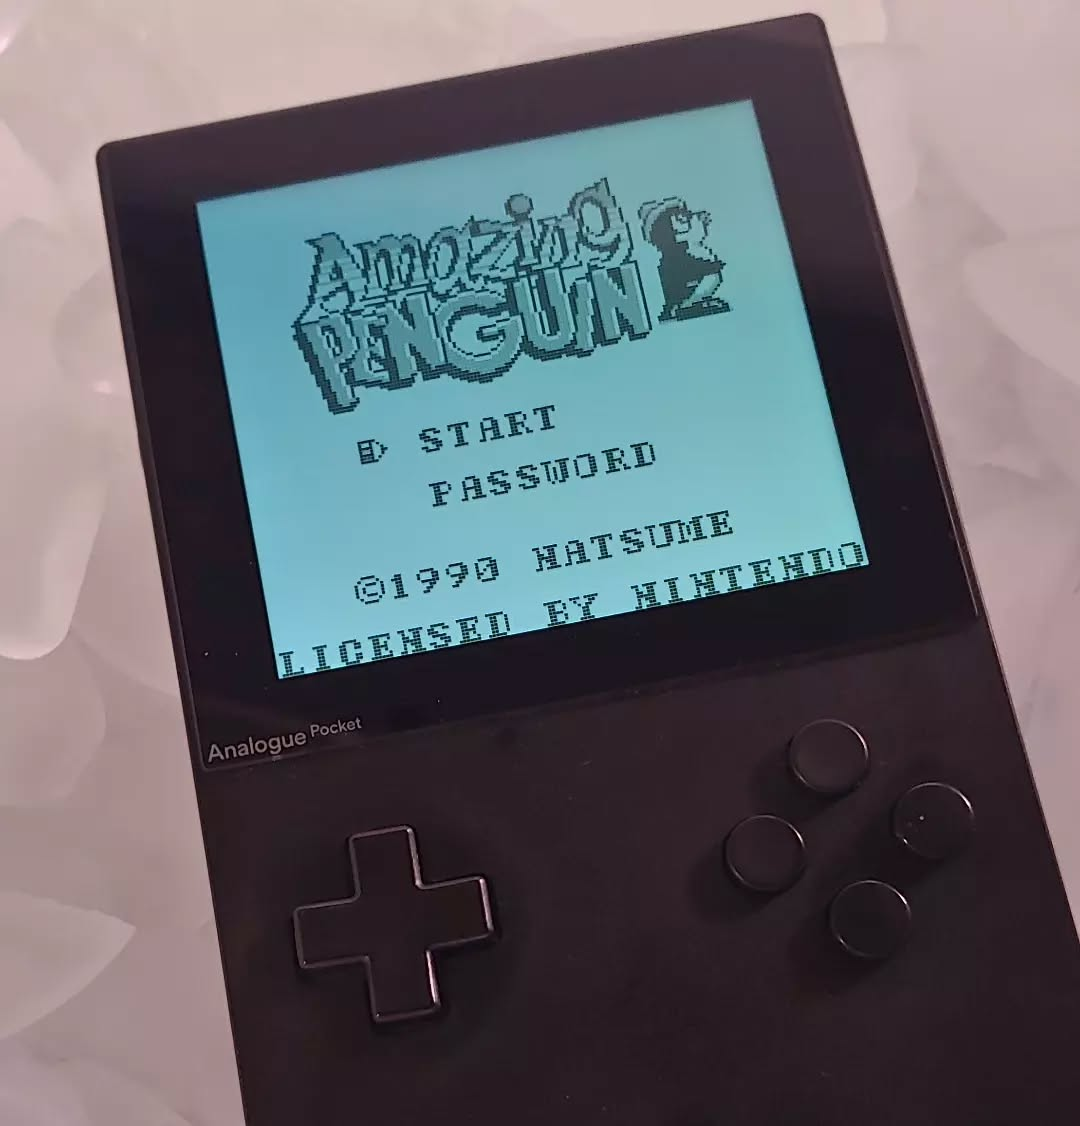 Amazing
PENGUIN
START
PASSWORD
©1990 NATSUME
LICENSED BY NINTENDO
Analogue Pocket